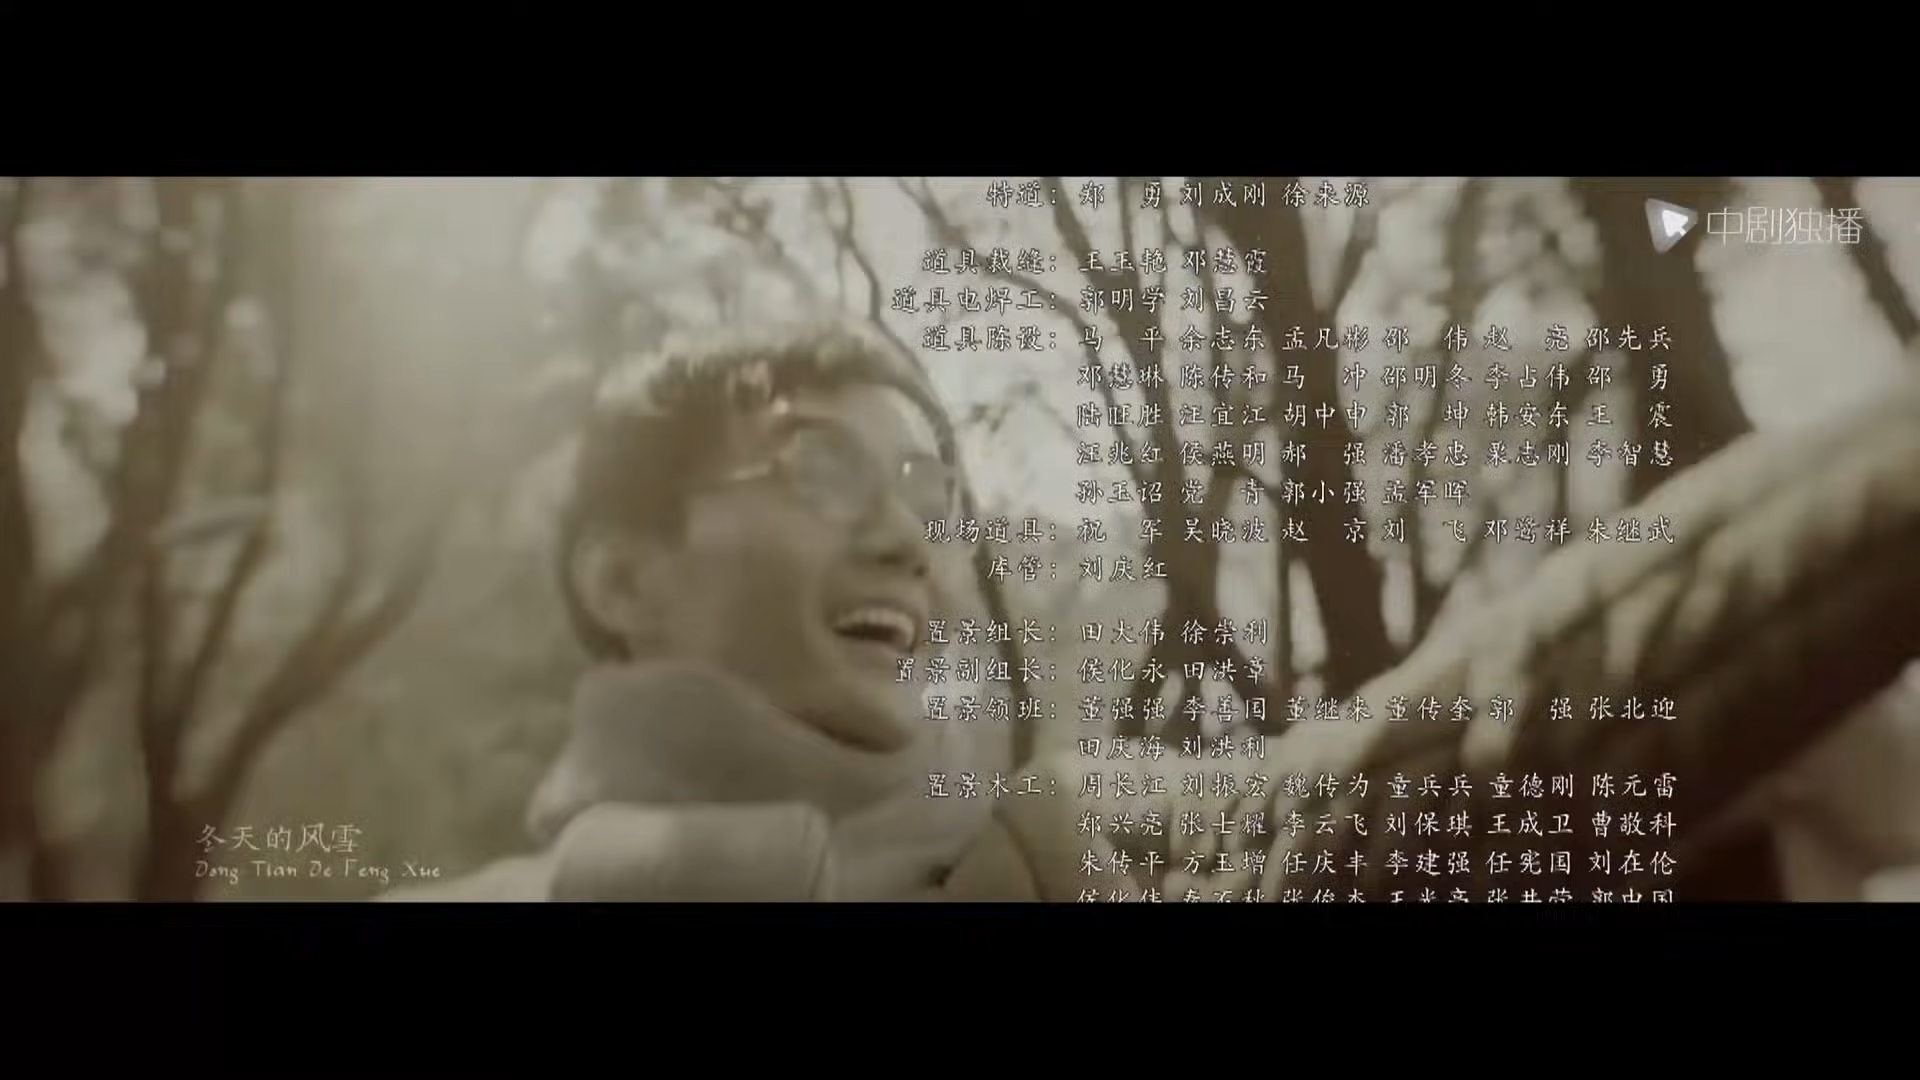 特道：郑　勇 刘成刚 徐来源
中剧独播
道具裁缝：王玉艳 邓慧霞
道具电焊工：郭明学 刘昌云
道具陈设：马　平 余志东 孟凡彬 邵　伟 赵　亮 邵先兵
邓慧琳 陈传和 马　冲 邵明冬 李占伟 邵　勇
陆旺胜 汪宜江 胡中申 郭　坤 韩安东 王　震
汪兆红 侯燕明 郝　强 潘孝忠 栗志刚 李智慧
孙玉诏 党　青 郭小强 孟军晖
现场道具：祝　军 吴晓波 赵　京 刘　飞 邓莺祥 朱继武
库管：刘庆红
置景组长：田大伟 徐崇利
置景副组长：侯化永 田洪章
置景领班：董强强 李善国 董继来 董传奎 郭　强 张北迎
田庆海 刘洪利
置景木工：周长江 刘振宏 魏传为 童兵兵 童德刚 陈元雷
郑兴亮 张士耀 李云飞 刘保琪 王成卫 曹敬科
朱传平 方玉增 任庆丰 李建强 任宪国 刘在伦
冬天的风雪
Dong Tian De Feng Xue